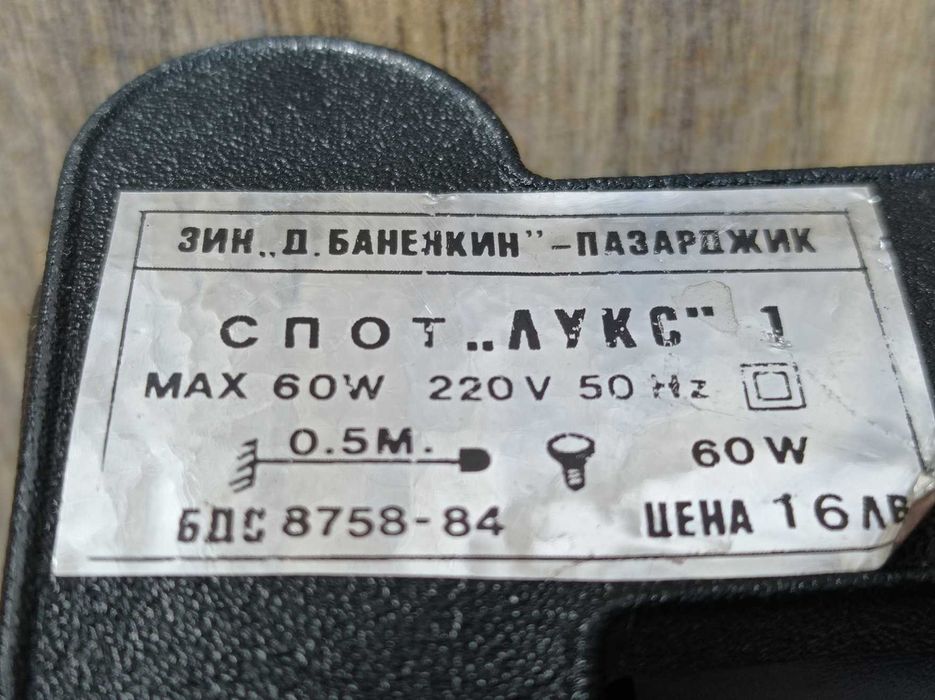 ЗИН „Д. БАНЕНКИН" - ПАЗАРДЖИК
СПОТ „ЛУКС" 1
MAX 60W 220V 50 Hz
0.5М.
60W
БДС 8758-84 ЦЕНА 16 ЛВ